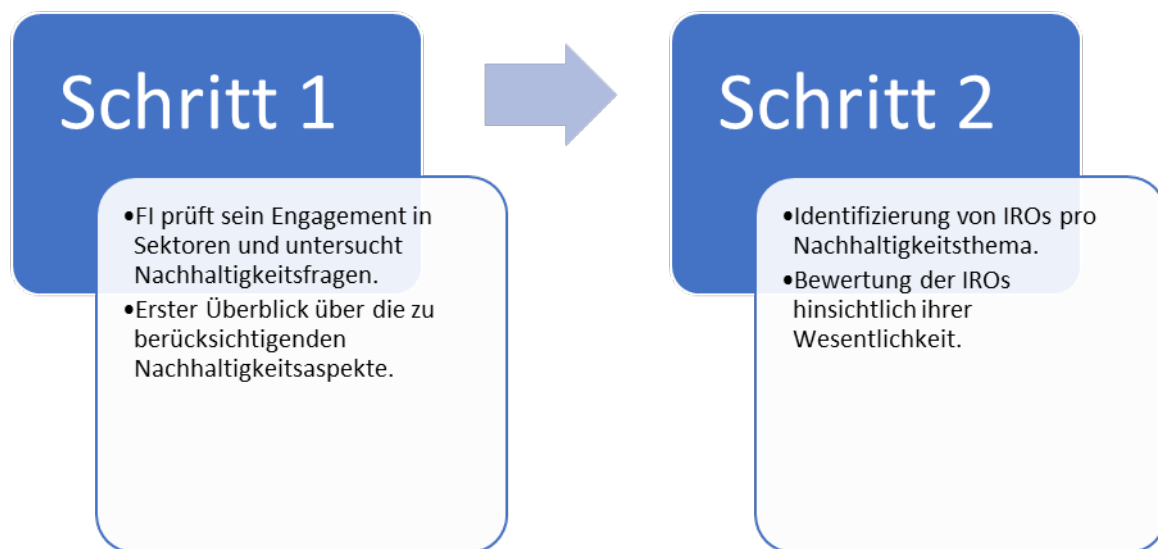 Schritt 1
•FI prüft sein Engagement in
Sektoren und untersucht
Nachhaltigkeitsfragen.
•Erster Überblick über die zu
berücksichtigenden
Nachhaltigkeitsaspekte.
Schritt 2
•Identifizierung von IROs pro
Nachhaltigkeitsthema.
•Bewertung der IROs
hinsichtlich ihrer
Wesentlichkeit.